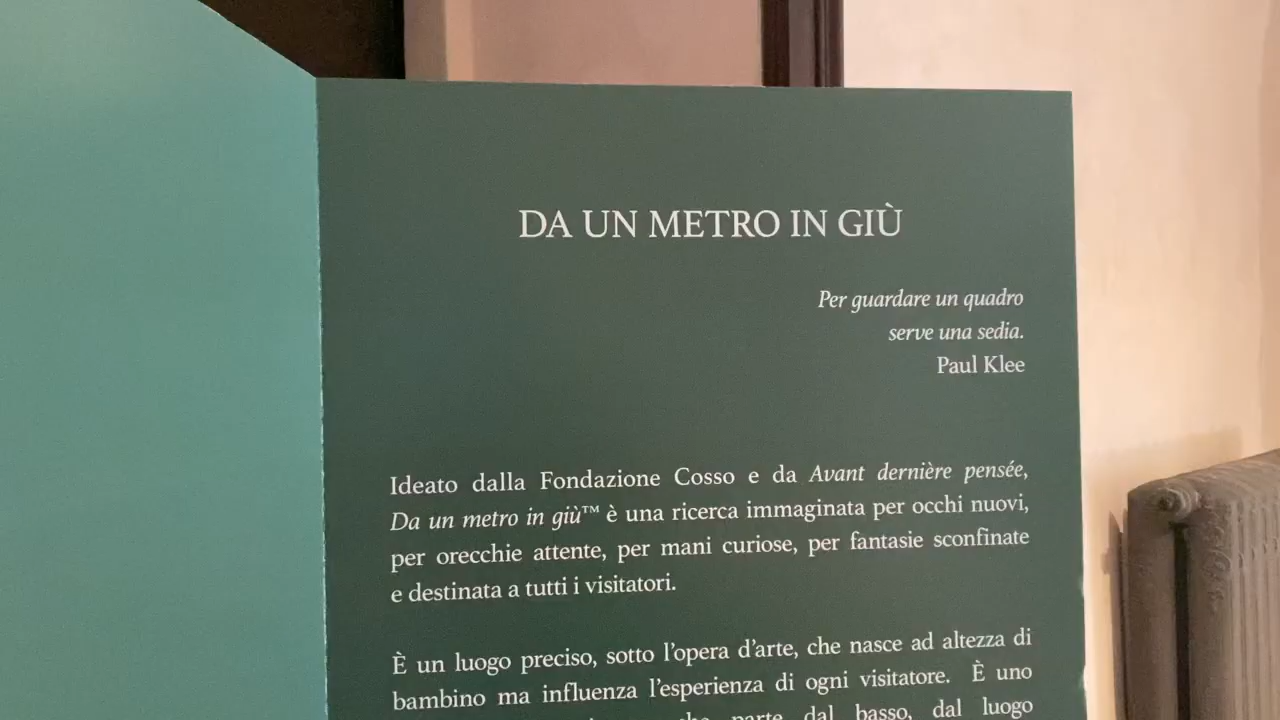 DA UN METRO IN GIÙ
Per guardare un quadro
serve una sedia.
Paul Klee
Ideato dalla Fondazione Cosso e da Avant dernière pensée,
Da un metro in giù™ è una ricerca immaginata per occhi nuovi,
per orecchie attente, per mani curiose, per fantasie sconfinate
e destinata a tutti i visitatori.
È un luogo preciso, sotto l'opera d'arte, che nasce ad altezza di
bambino ma influenza l'esperienza di ogni visitatore. È uno
che parte dal basso, dal luogo